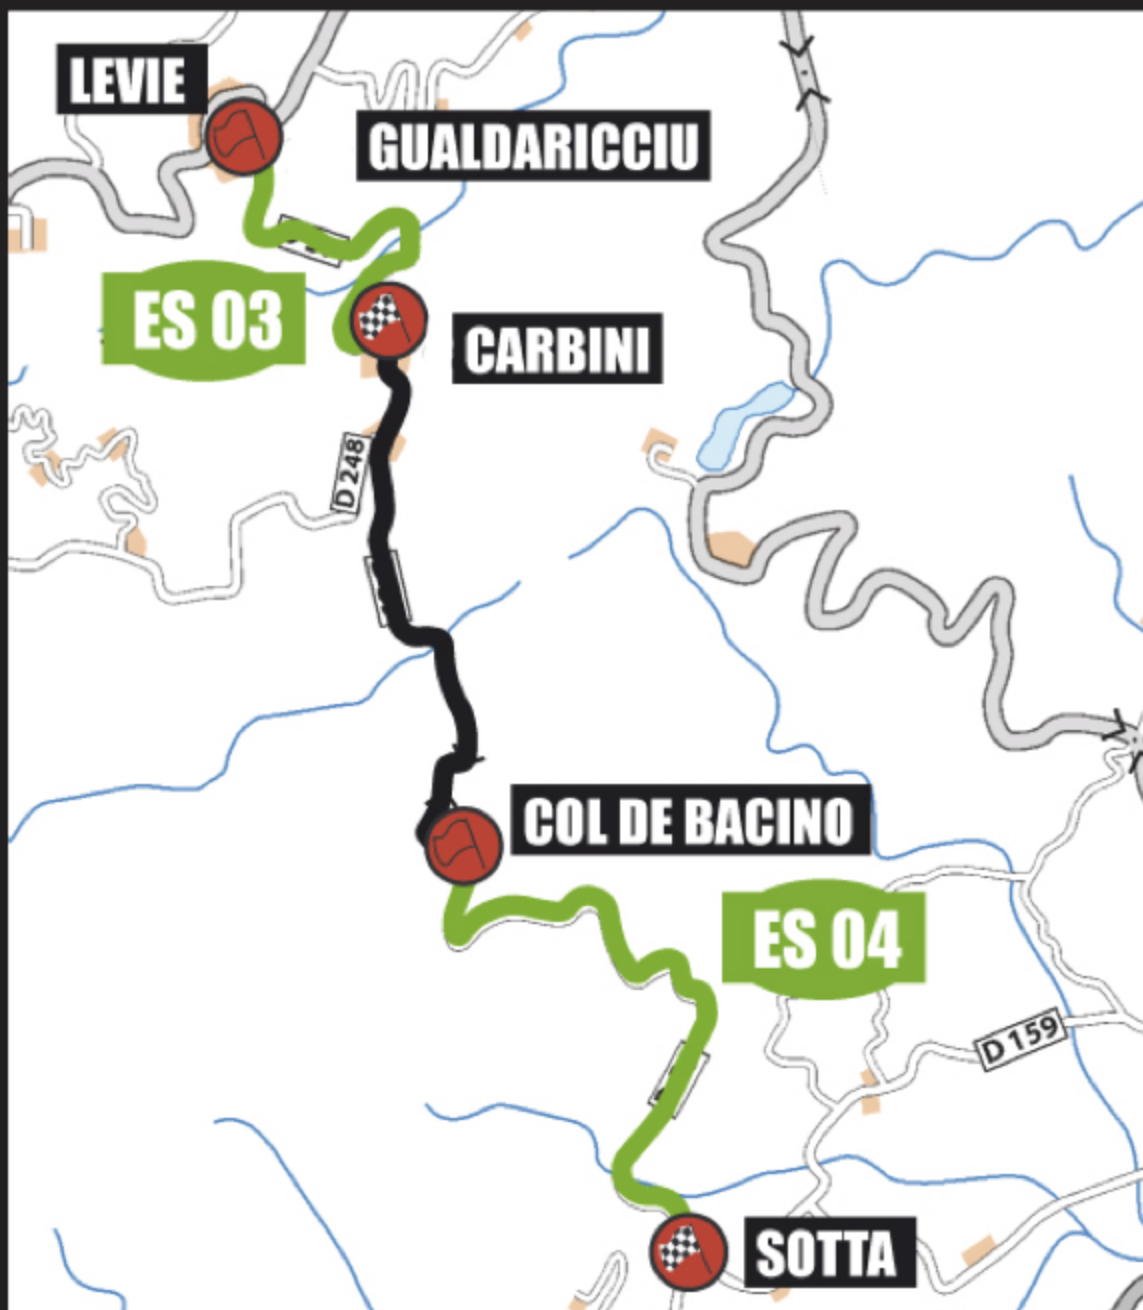 LEVIE
GUALDARICCIU
ES 03
CARBINI
D 248
COL DE BACINO
ES 04
D 159
SOTTA